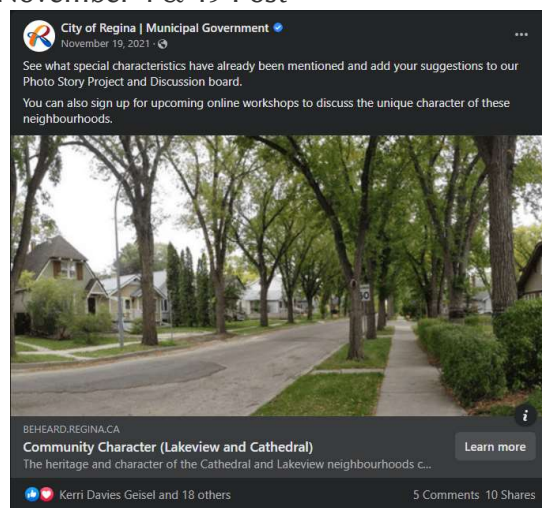 November 4 & 19 Post
City of Regina | Municipal Government
November 19, 2021 ·
See what special characteristics have already been mentioned and add your suggestions to our
Photo Story Project and Discussion board.
You can also sign up for upcoming online workshops to discuss the unique character of these
neighbourhoods.
BEHEARD.REGINA.CA
Community Character (Lakeview and Cathedral)
Learn more
The heritage and character of the Cathedral and Lakeview neighbourhoods c...
Kerri Davies Geisel and 18 others
5 Comments 10 Shares